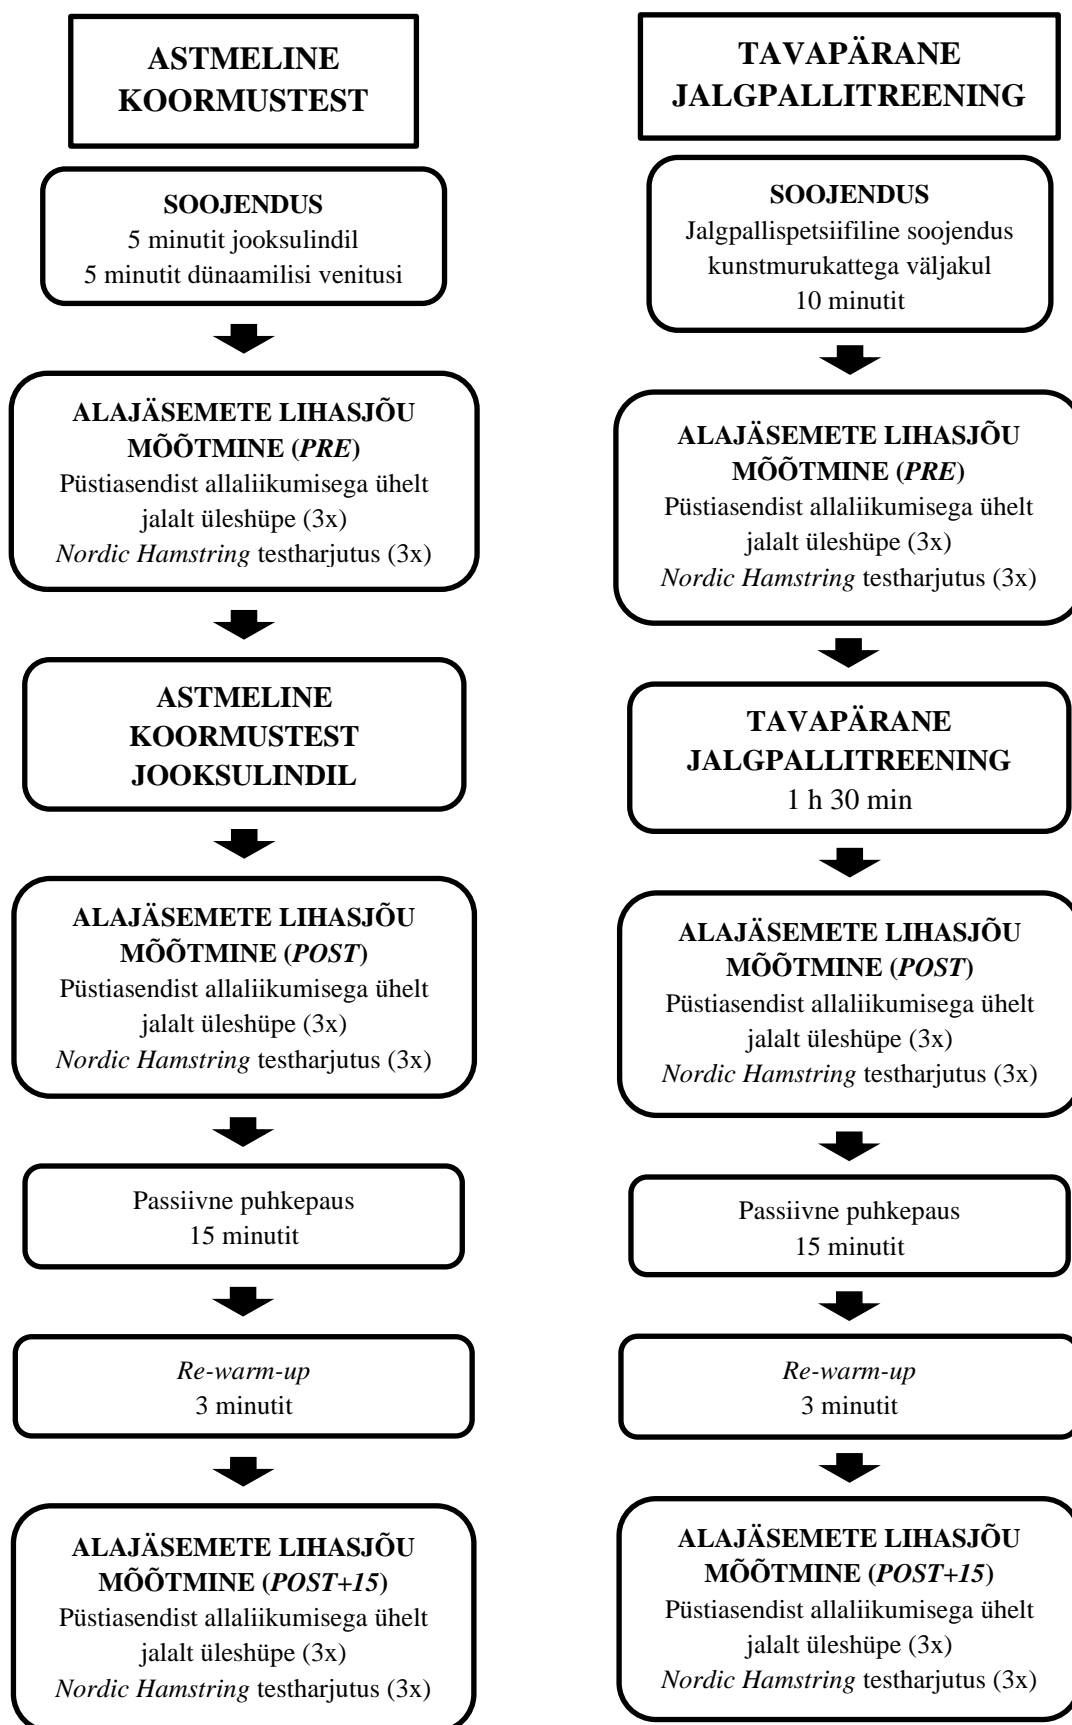 ASTMELINE
KOORMUSTEST
SOOJENDUS
5 minutit jooksulindil
5 minutit dünaamilisi venitusi
ALAJÄSEMETE LIHASJÕU
MÕÕTMINE (PRE)
Püstiasendist allaliikumisega ühelt
jalalt üleshüpe (3x)
Nordic Hamstring testharjutus (3x)
ASTMELINE
KOORMUSTEST
JOOKSULINDIL
ALAJÄSEMETE LIHASJÕU
MÕÕTMINE (POST)
Püstiasendist allaliikumisega ühelt
jalalt üleshüpe (3x)
Nordic Hamstring testharjutus (3x)
Passiivne puhkepaus
15 minutit
Re-warm-up
3 minutit
ALAJÄSEMETE LIHASJÕU
MÕÕTMINE (POST+15)
Püstiasendist allaliikumisega ühelt
jalalt üleshüpe (3x)
Nordic Hamstring testharjutus (3x)
TAVAPÄRANE
JALGPALLITREENING
SOOJENDUS
Jalgpallispetsiifiline soojendus
kunstmurukattega väljakul
10 minutit
ALAJÄSEMETE LIHASJÕU
MÕÕTMINE (PRE)
Püstiasendist allaliikumisega ühelt
jalalt üleshüpe (3x)
Nordic Hamstring testharjutus (3x)
TAVAPÄRANE
JALGPALLITREENING
1 h 30 min
ALAJÄSEMETE LIHASJÕU
MÕÕTMINE (POST)
Püstiasendist allaliikumisega ühelt
jalalt üleshüpe (3x)
Nordic Hamstring testharjutus (3x)
Passiivne puhkepaus
15 minutit
Re-warm-up
3 minutit
ALAJÄSEMETE LIHASJÕU
MÕÕTMINE (POST+15)
Püstiasendist allaliikumisega ühelt
jalalt üleshüpe (3x)
Nordic Hamstring testharjutus (3x)